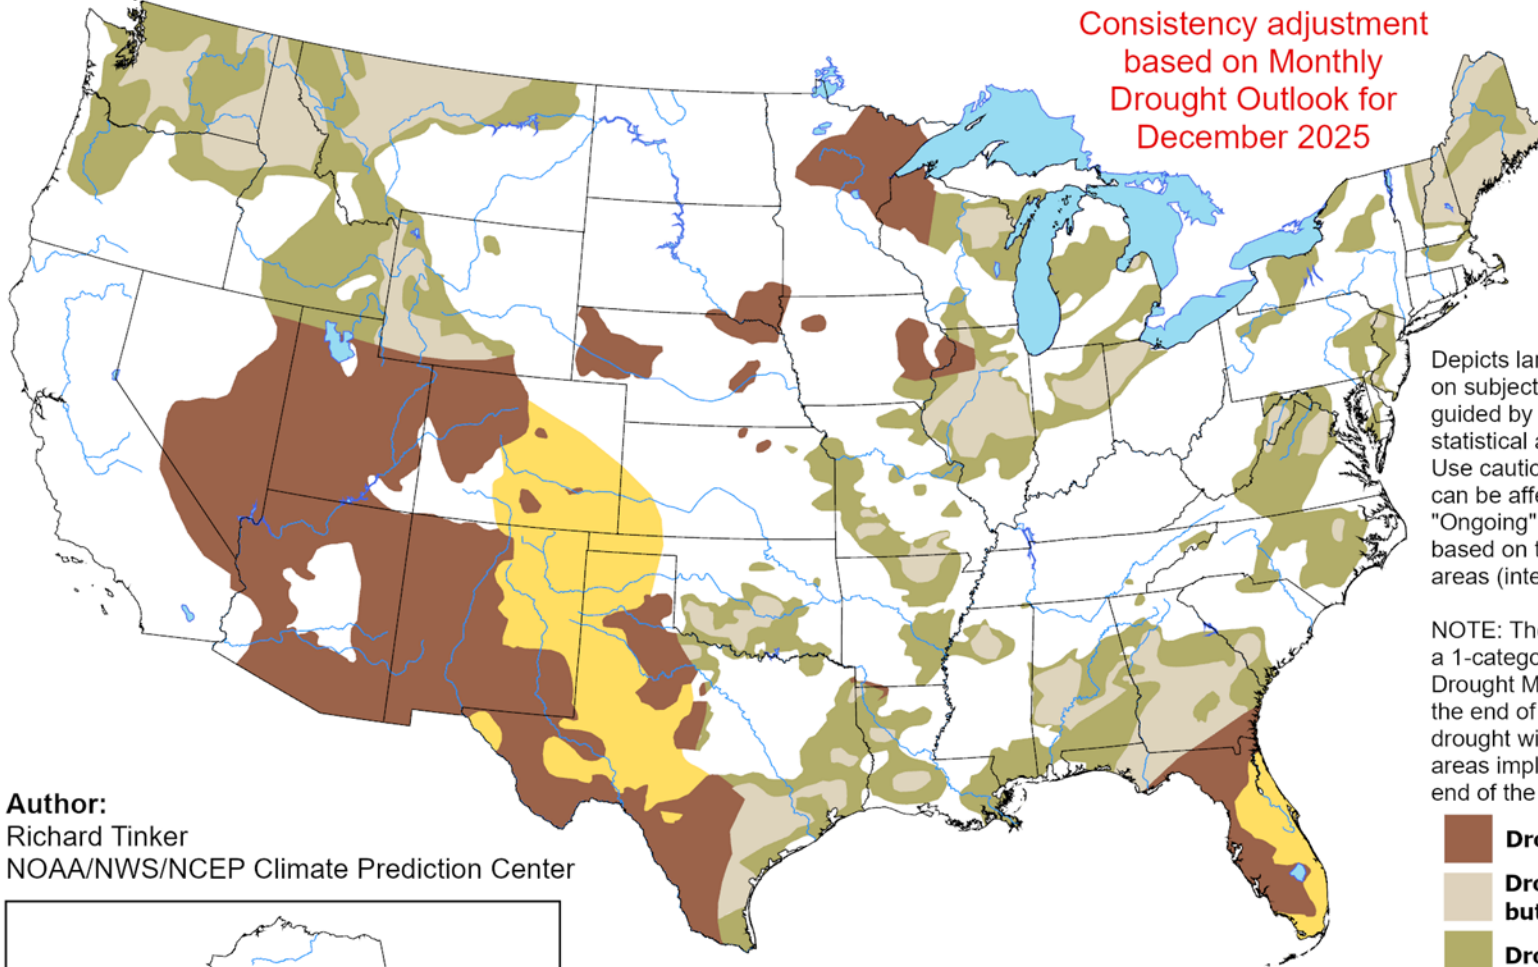 Consistency adjustment
based on Monthly
Drought Outlook for
December 2025
Depicts lar
on subject
guided by
statistical a
Use cautio
can be affe
"Ongoing"
based on t
areas (inte
NOTE: Th
a 1-catego
Drought M
the end of
drought wi
areas impl
end of the
Author:
Richard Tinker
NOAA/NWS/NCEP Climate Prediction Center
Dro
Dro
but
Dro